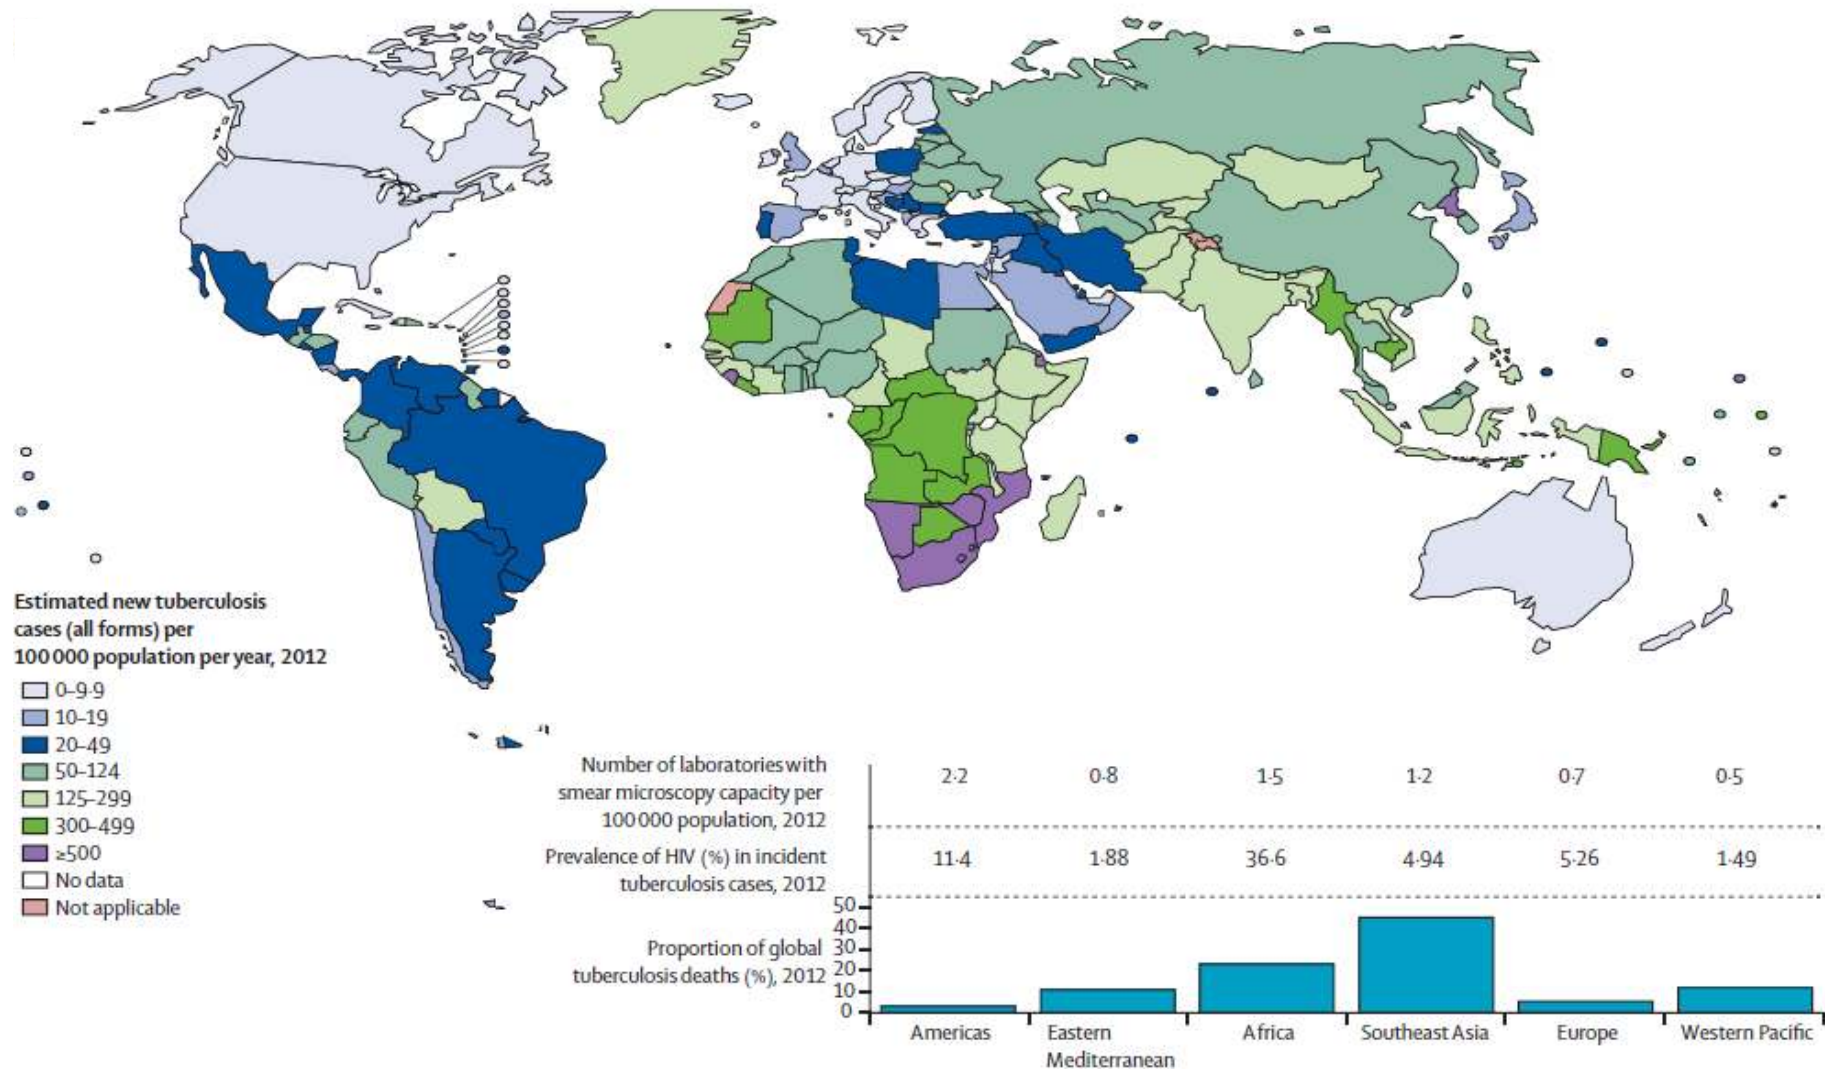 Estimated new tuberculosis
cases (all forms) per
100 000 population per year, 2012
0–9·9
10–19
20–49
50–124
125–299
300–499
≥500
No data
Not applicable
Number of laboratories with
smear microscopy capacity per
100 000 population, 2012
2·2 0·8 1·5 1·2 0·7 0·5
Prevalence of HIV (%) in incident
tuberculosis cases, 2012
11·4 1·88 36·6 4·94 5·26 1·49
Proportion of global
tuberculosis deaths (%), 2012
50
40
30
20
10
0
Americas Eastern Mediterranean Africa Southeast Asia Europe Western Pacific